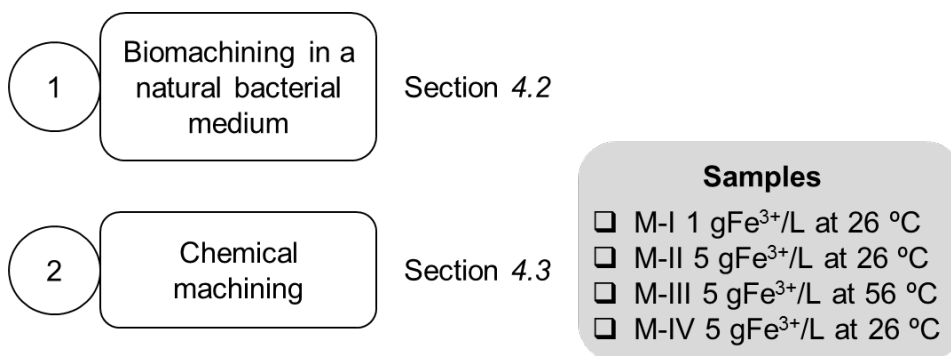 1
Biomachining in a
natural bacterial
medium
Section 4.2
2
Chemical
machining
Section 4.3
Samples
❑ M-I 1 gFe³⁺/L at 26 ºC
❑ M-II 5 gFe³⁺/L at 26 ºC
❑ M-III 5 gFe³⁺/L at 56 ºC
❑ M-IV 5 gFe³⁺/L at 26 ºC